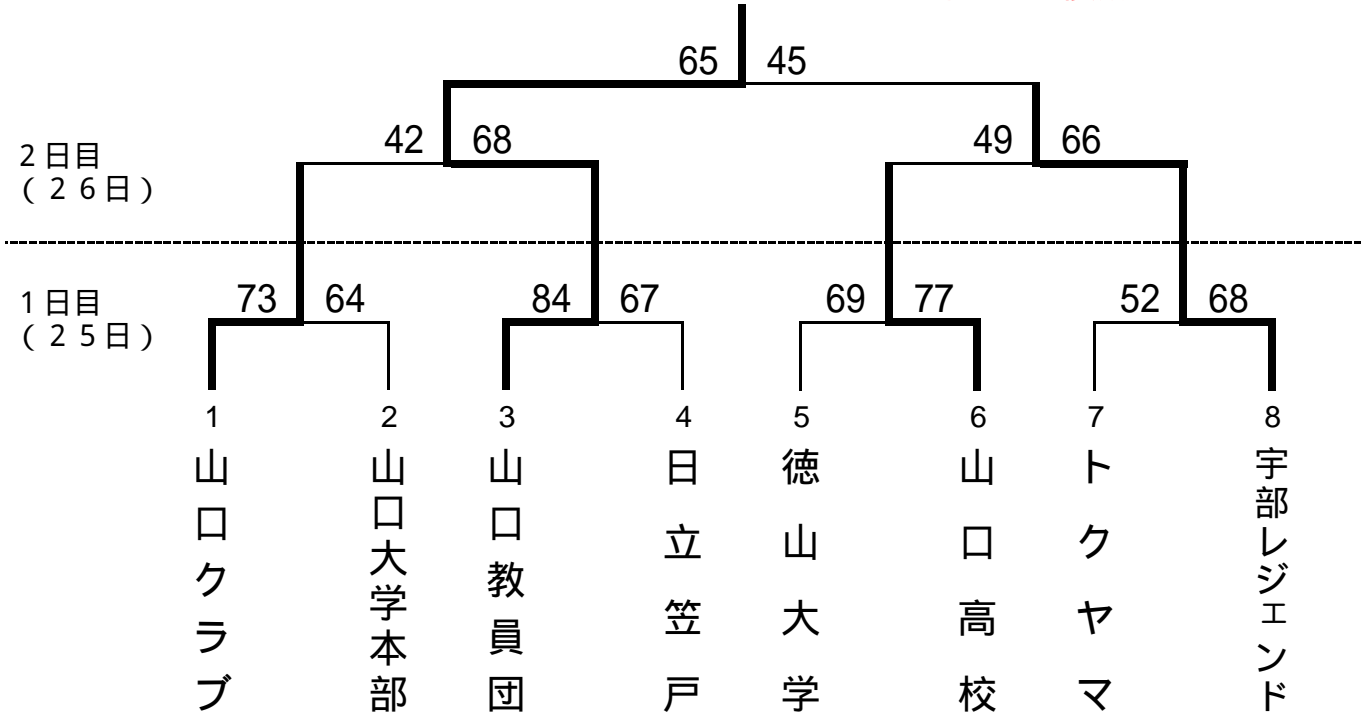 65 45
42 68 49 66
2日目
(26日)
73 64 84 67 69 77 52 68
1日目
(25日)
1 2 3 4 5 6 7 8
山口クラブ
山口大学本部
山口教員団
日立笠戸
徳山大学
山口高校
トクヤマ
宇部レジェンド